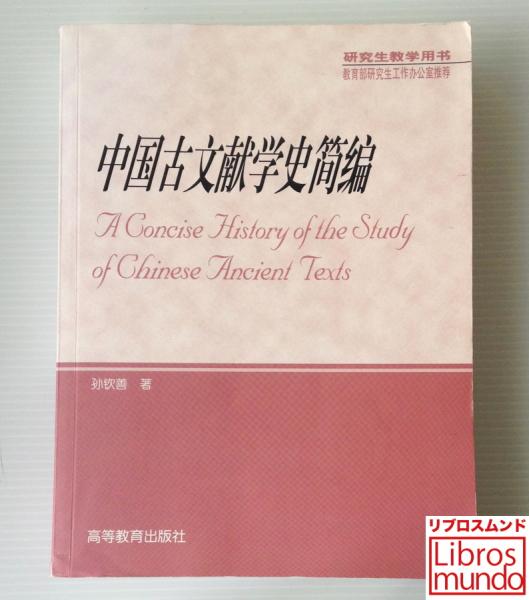 研究生教学用书
教育部研究生工作办公室推荐
中国古文献学史简编
A Concise History of the Study
of Chinese Ancient Texts
孙钦善 著
高等教育出版社
リブロスムンド
Libros
mundo